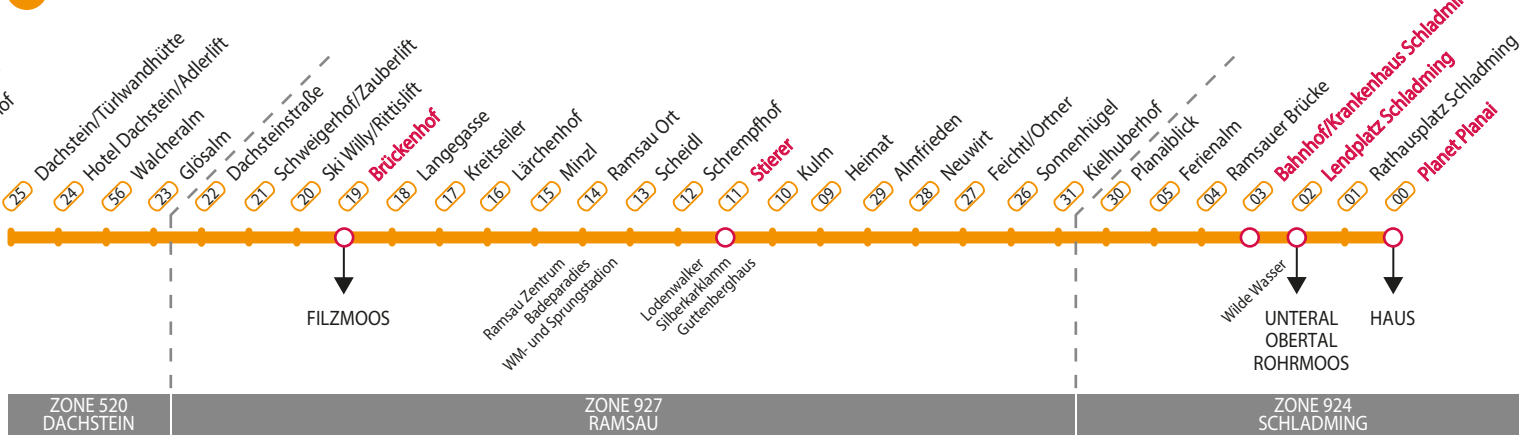 of
25 Dachstein/Türlwandhütte
24 Hotel Dachstein/Adlerlift
56 Walcheralm
23 Glösalm
22 Dachsteinstraße
21 Schweigerhof/Zauberlift
20 Ski Willy/Rittislift
19 Brückenhof
18 Langegasse
17 Kreitseiler
16 Lärchenhof
15 Minzl
14 Ramsau Ort
13 Scheidl
12 Schrempfhof
11 Stierer
10 Kulm
09 Heimat
29 Almfrieden
28 Neuwirt
27 Feichtl/Ortner
26 Sonnenhügel
31 Kielhuberhof
30 Planaiblick
05 Ferienalm
04 Ramsauer Brücke
03 Bahnhof/Krankenhaus Schladmin
02 Lendplatz Schladming
01 Rathausplatz Schladming
00 Planet Planai
FILZMOOS
Ramsau Zentrum
Badeparadies
WM- und Sprungstadion
Lodenwalker
Silberkarklamm
Guttenberghaus
Wilde Wasser
UNTERAL
OBERTAL
ROHRMOOS
HAUS
ZONE 520
DACHSTEIN
ZONE 927
RAMSAU
ZONE 924
SCHLADMING